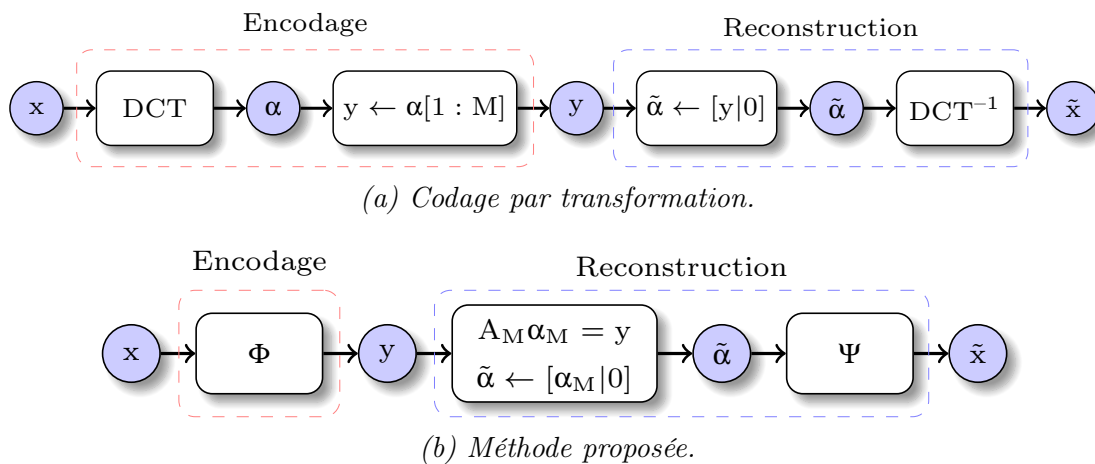 Encodage
Reconstruction
x DCT α y ← α[1 : M] y α̃ ← [y|0] α̃ DCT⁻¹ x̃
(a) Codage par transformation.
Encodage
Reconstruction
x Φ y A_M α_M = y α̃ Ψ x̃
α̃ ← [α_M|0]
(b) Méthode proposée.